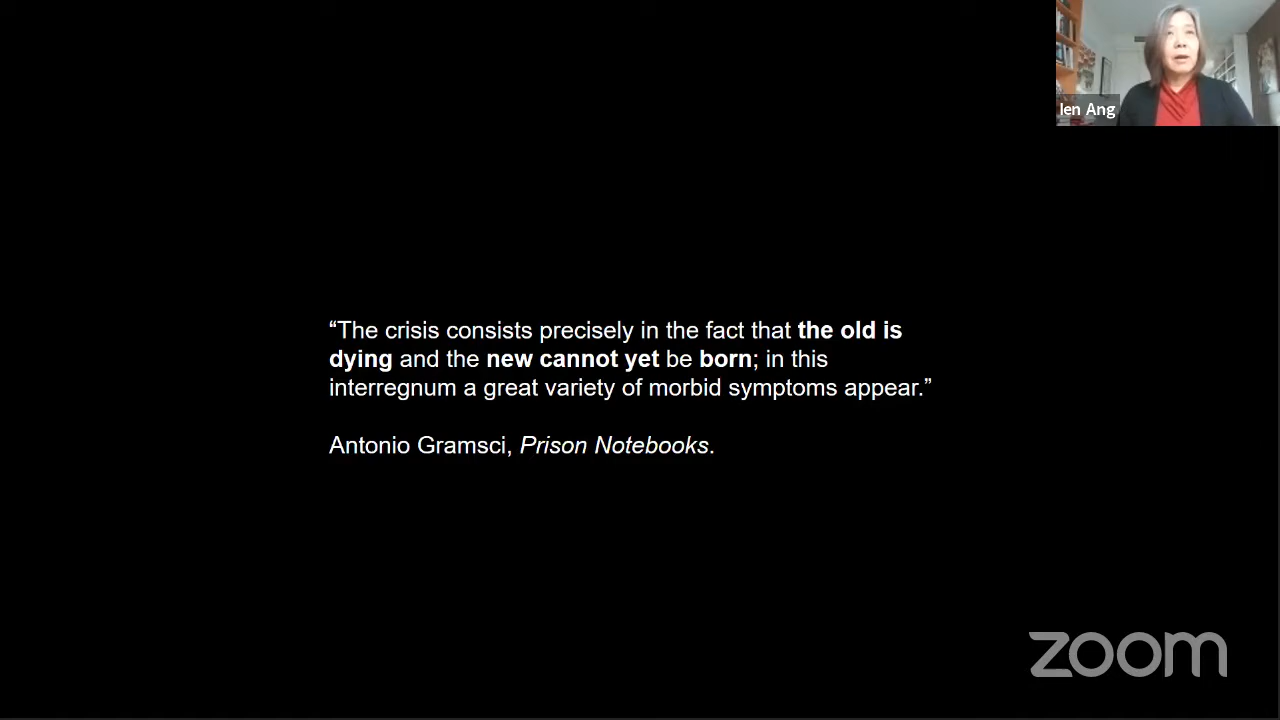 Ien Ang
“The crisis consists precisely in the fact that the old is
dying and the new cannot yet be born; in this
interregnum a great variety of morbid symptoms appear.”
Antonio Gramsci, Prison Notebooks.
zoom